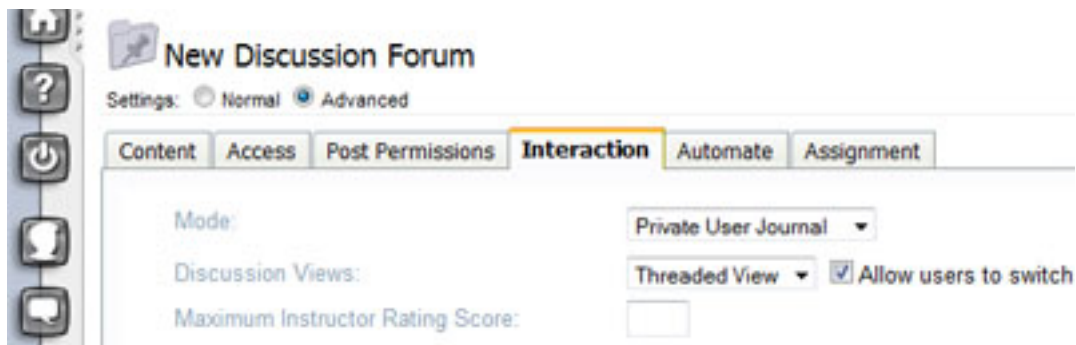 New Discussion Forum
Settings: Normal Advanced
Content Access Post Permissions Interaction Automate Assignment
Mode: Private User Journal
Discussion Views: Threaded View Allow users to switch
Maximum Instructor Rating Score: